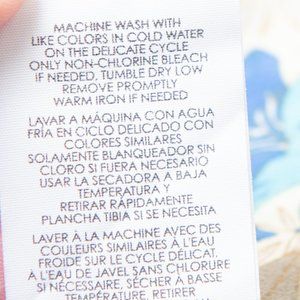 MACHINE WASH WITH
LIKE COLORS IN COLD WATER
ON THE DELICATE CYCLE
ONLY NON-CHLORINE BLEACH
IF NEEDED, TUMBLE DRY LOW
REMOVE PROMPTLY
WARM IRON IF NEEDED
LAVAR A MÁQUINA CON AGUA
FRÍA EN CICLO DELICADO CON
COLORES SIMILARES
SOLAMENTE BLANQUEADOR SIN
CLORO SI FUERA NECESARIO
USAR LA SECADORA A BAJA
TEMPERATURA Y
RETIRAR RÁPIDAMENTE
PLANCHA TIBIA SI SE NECESITA
LAVER À LA MACHINE AVEC DES
COULEURS SIMILAIRES À L'EAU
FROIDE SUR LE CYCLE DÉLICAT,
À L'EAU DE JAVEL SANS CHLORURE
SI NÉCESSAIRE, SÉCHER À BASSE
TEMPÉRATURE, RETIRER